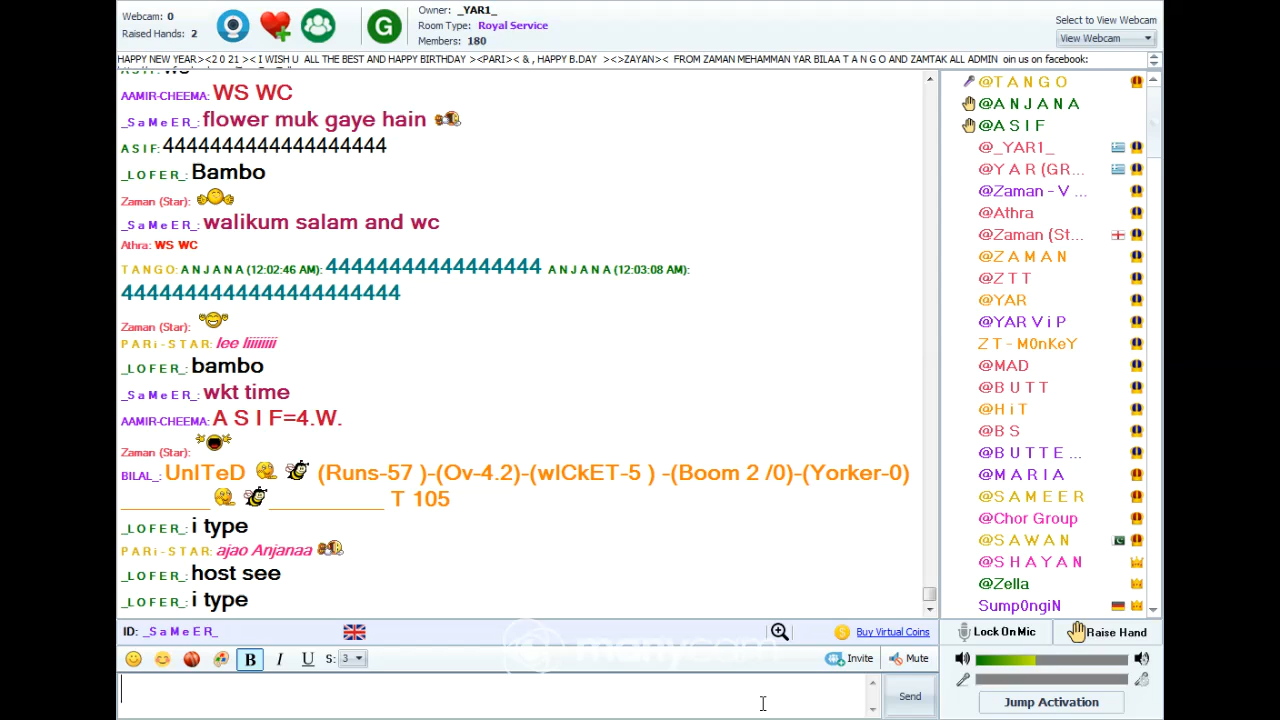 Webcam: 0
Raised Hands: 2
G
Owner: _YAR1_
Room Type: Royal Service
Members: 180
Select to View Webcam
View Webcam
HAPPY NEW YEAR><2 0 21 >< I WISH U ALL THE BEST AND HAPPY BIRTHDAY ><PARI>< & , HAPPY B.DAY ><>ZAYAN>< FROM ZAMAN MEHAMMAN YAR BILAA T A N G O AND ZAMTAK ALL ADMIN oin us on facebook:
AAMIR-CHEEMA: WS WC
_S a M e E R_: flower muk gaye hain
A S I F: 4444444444444444444
_L O F E R_: Bambo
Zaman (Star):
_S a M e E R_: walikum salam and wc
Athra: WS WC
T A N G O: A N J A N A (12:02:46 AM): 44444444444444444 A N J A N A (12:03:08 AM):
4444444444444444444444
Zaman (Star):
P A R i - S T A R: lee liiiiiiii
_L O F E R_: bambo
_S a M e E R_: wkt time
AAMIR-CHEEMA: A S I F=4.W.
Zaman (Star):
BILAL_: UnITeD (Runs-57 )-(Ov-4.2)-(wICkET-5 ) -(Boom 2 /0)-(Yorker-0)
________ __________ T 105
_L O F E R_: i type
P A R i - S T A R: ajao Anjanaa
_L O F E R_: host see
_L O F E R_: i type
@T A N G O
@A N J A N A
@A S I F
@_YAR1_
@Y A R (GR...
@Zaman - V ...
@Athra
@Zaman (St...
@Z A M A N
@Z T T
@YAR
@YAR V i P
Z T - M0nKeY
@MAD
@B U T T
@H i T
@B S
@B U T T E ...
@M A R I A
@S A M E E R
@Chor Group
@S A W A N
@S H A Y A N
@Zella
Sump0ngiN
ID: _S a M e E R_
Buy Virtual Coins
Lock On Mic
Raise Hand
manycam
B I U S: 3
Invite
Mute
Send
Jump Activation